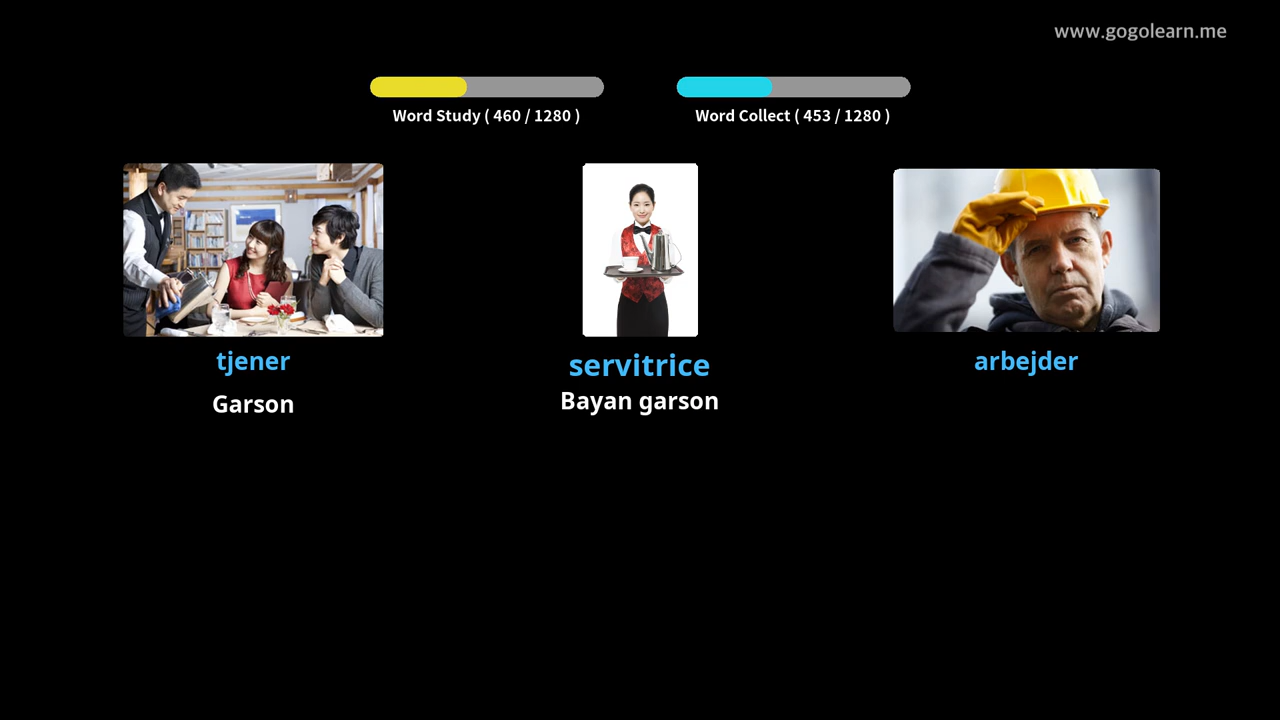 www.gogolearn.me
Word Study ( 460 / 1280 )
Word Collect ( 453 / 1280 )
tjener
servitrice
arbejder
Garson
Bayan garson